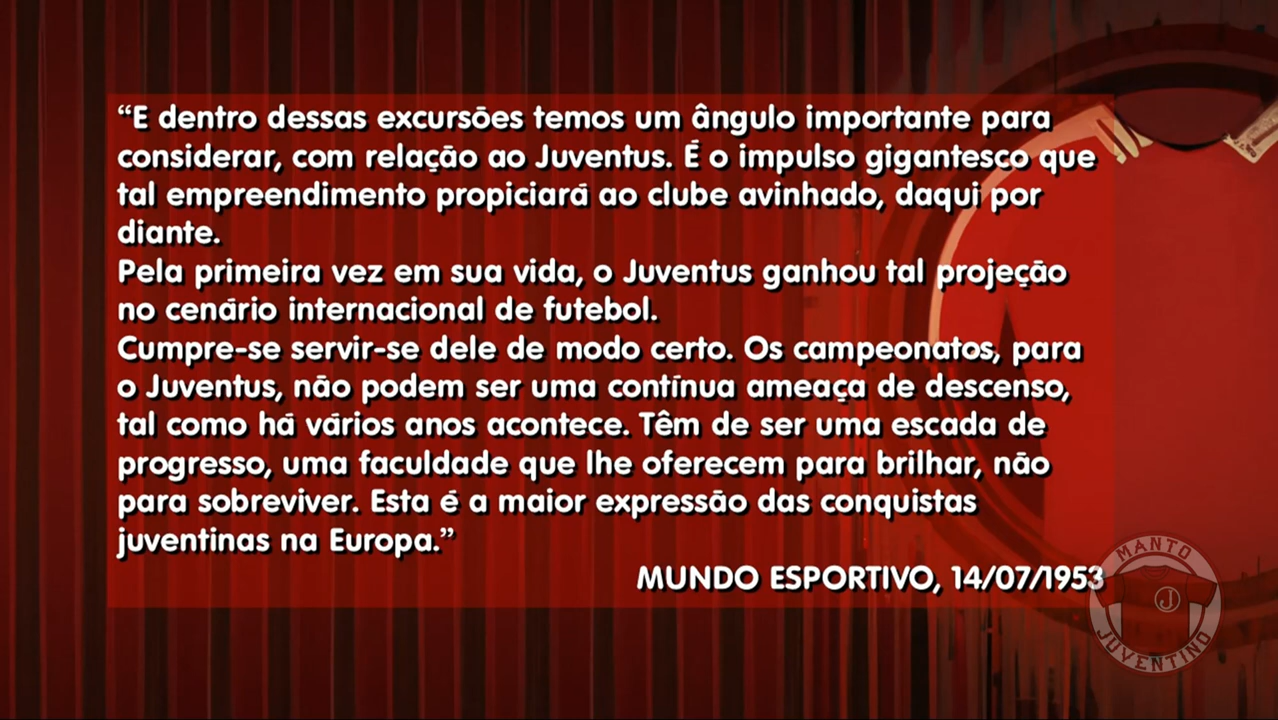 “E dentro dessas excursões temos um ângulo importante para
considerar, com relação ao Juventus. É o impulso gigantesco que
tal empreendimento propiciará ao clube avinhado, daqui por
diante.
Pela primeira vez em sua vida, o Juventus ganhou tal projeção
no cenário internacional de futebol.
Cumpre-se servir-se dele de modo certo. Os campeonatos, para
o Juventus, não podem ser uma contínua ameaça de descenso,
tal como há vários anos acontece. Têm de ser uma escada de
progresso, uma faculdade que lhe oferecem para brilhar, não
para sobreviver. Esta é a maior expressão das conquistas
juventinas na Europa.”
MUNDO ESPORTIVO, 14/07/1953
MANTO
J
JUVENTINO